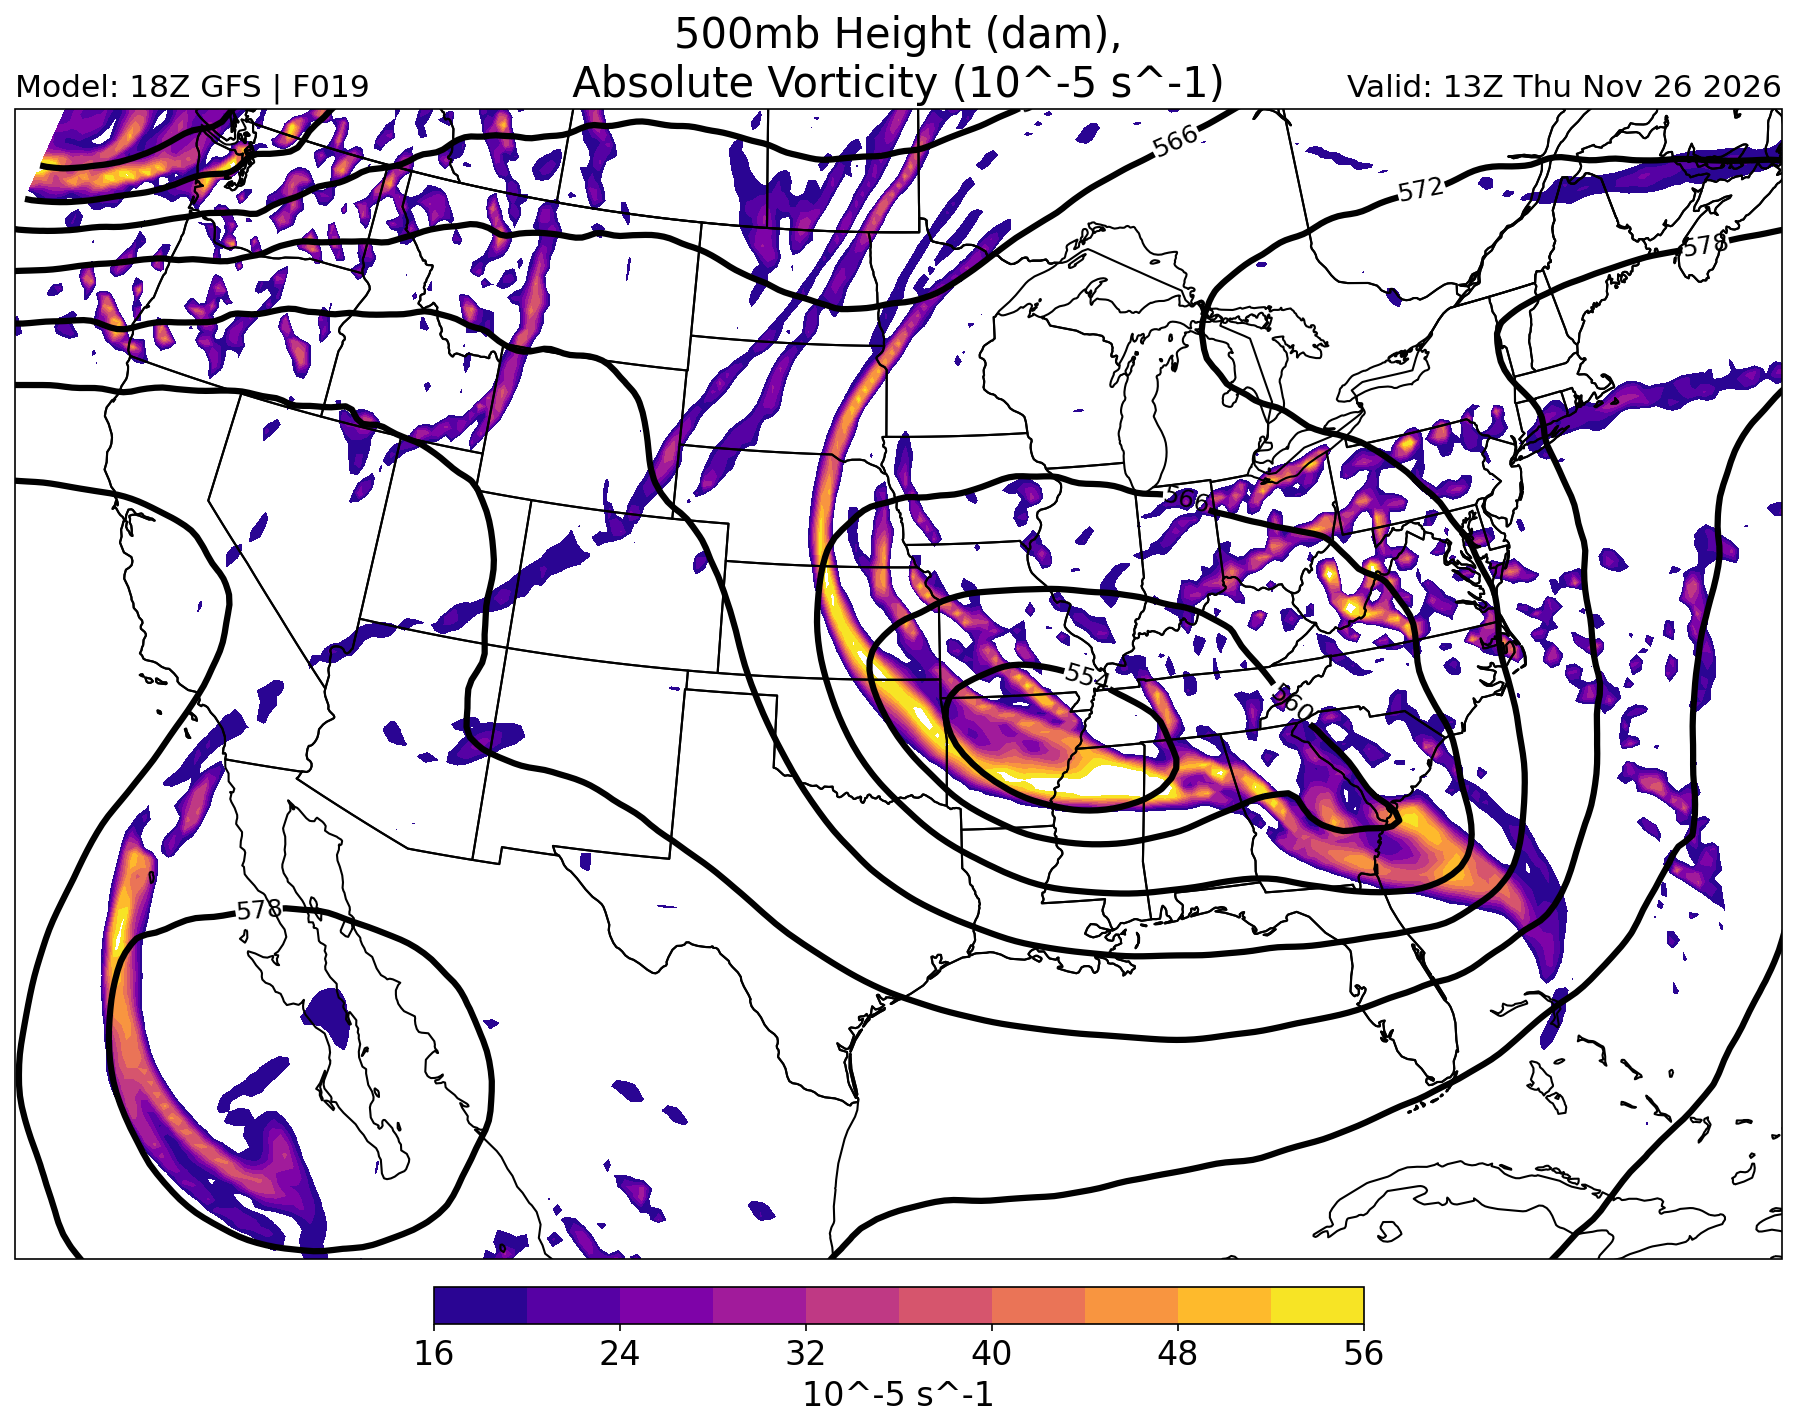 500mb Height (dam),
Model: 18Z GFS | F019
Absolute Vorticity (10^-5 s^-1)
Valid: 13Z Thu Nov 26 2026
566
572
578
566
554
560
578
16 24 32 40 48 56
10^-5 s^-1